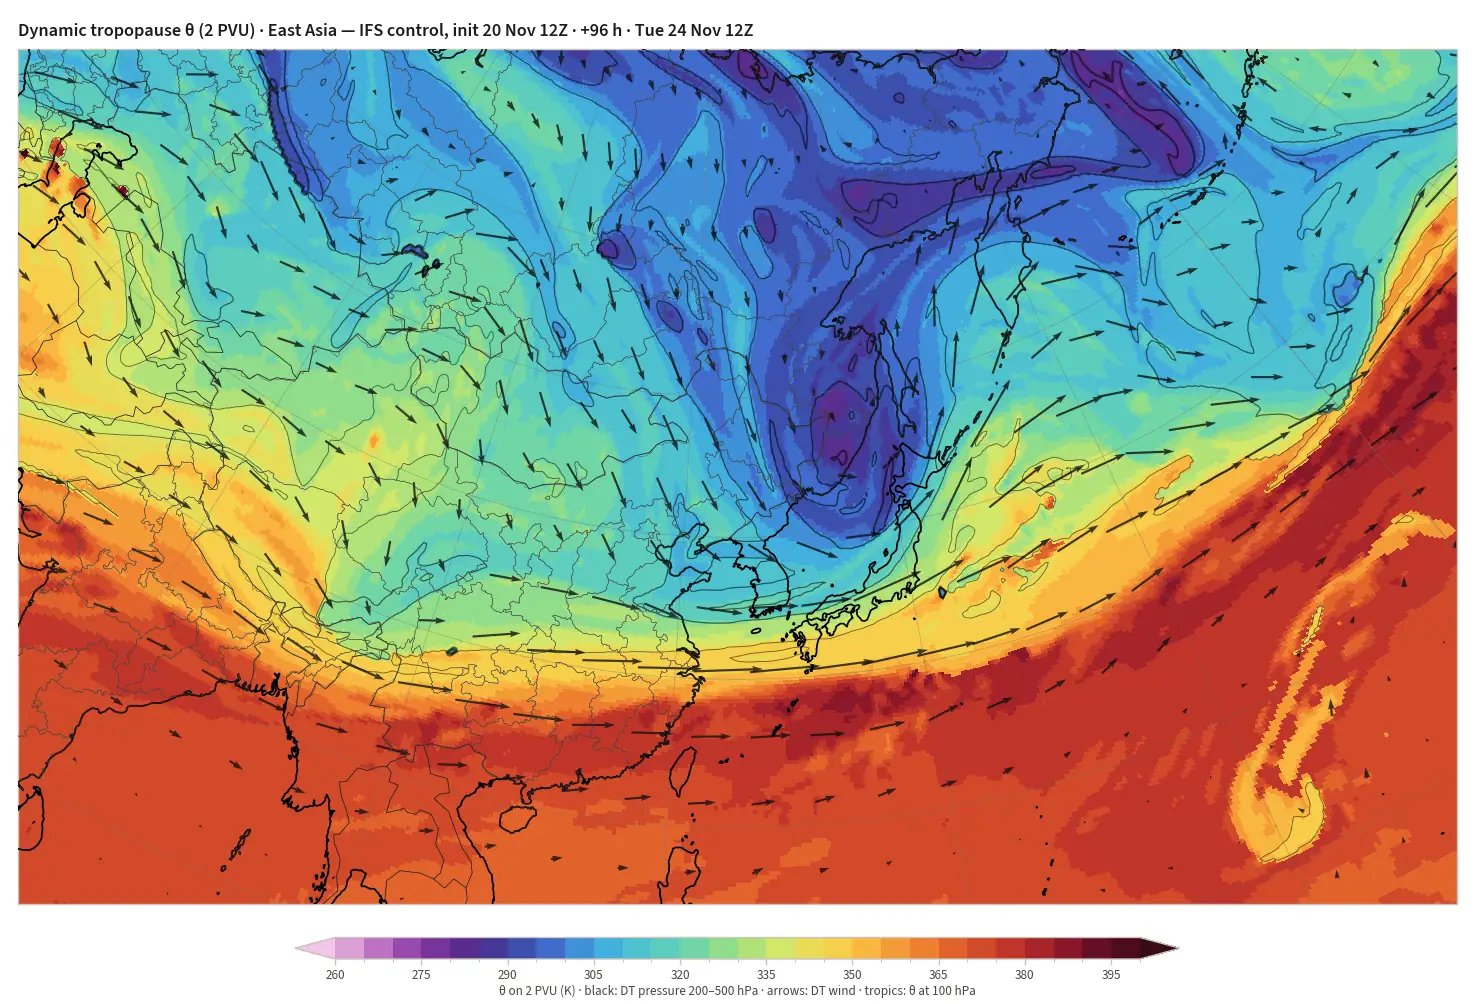 Dynamic tropopause θ (2 PVU) · East Asia — IFS control, init 20 Nov 12Z · +96 h · Tue 24 Nov 12Z
260 275 290 305 320 335 350 365 380 395
θ on 2 PVU (K) · black: DT pressure 200–500 hPa · arrows: DT wind · tropics: θ at 100 hPa